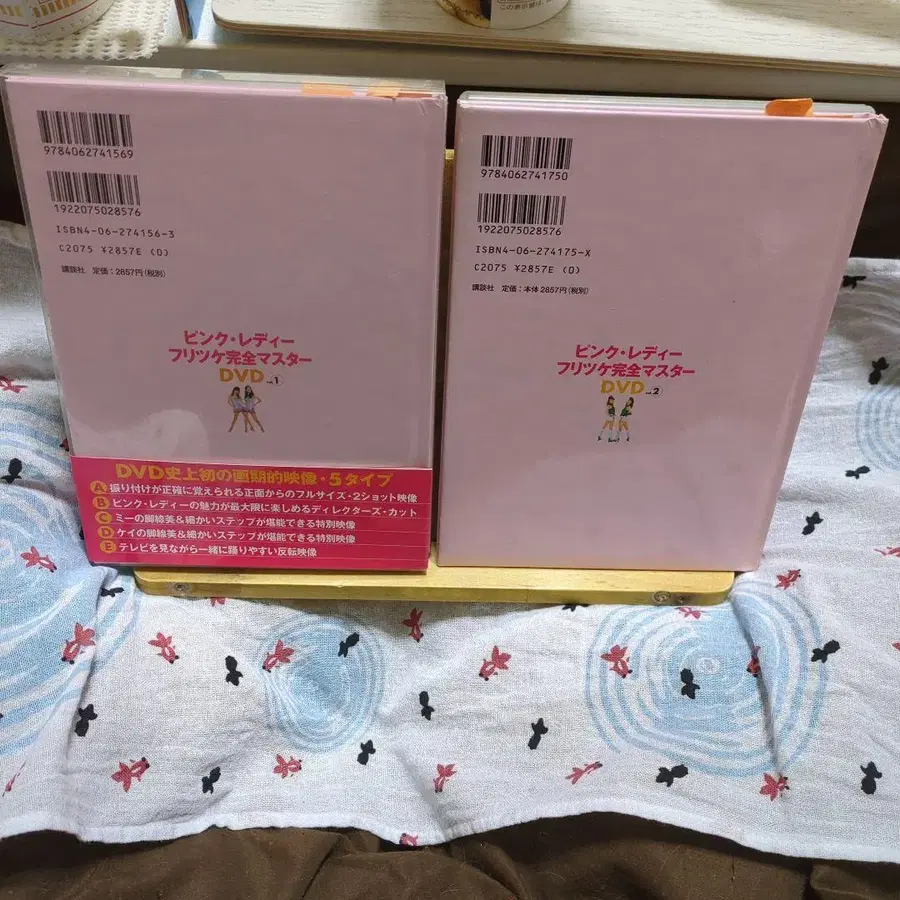 この表示量は、
9784062741569
1922075028576
ISBN4-06-274156-3
C2075 ¥2857E (0)
講談社 定価：2857円（税別）
ピンク・レディー
フリツケ完全マスター
DVD vol.1
DVD史上初の画期的映像・5タイプ
A 振り付けが正確に覚えられる正面からのフルサイズ・2ショット映像
B ピンク・レディーの魅力が最大限に楽しめるディレクターズ・カット
C ミーの脚線美＆細かいステップが堪能できる特別映像
D ケイの脚線美＆細かいステップが堪能できる特別映像
E テレビを見ながら一緒に踊りやすい反転映像
9784062741750
1922075028576
ISBN4-06-274175-X
C2075 ¥2857E (0)
講談社 定価：本体2857円（税別）
ピンク・レディー
フリツケ完全マスター
DVD vol.2